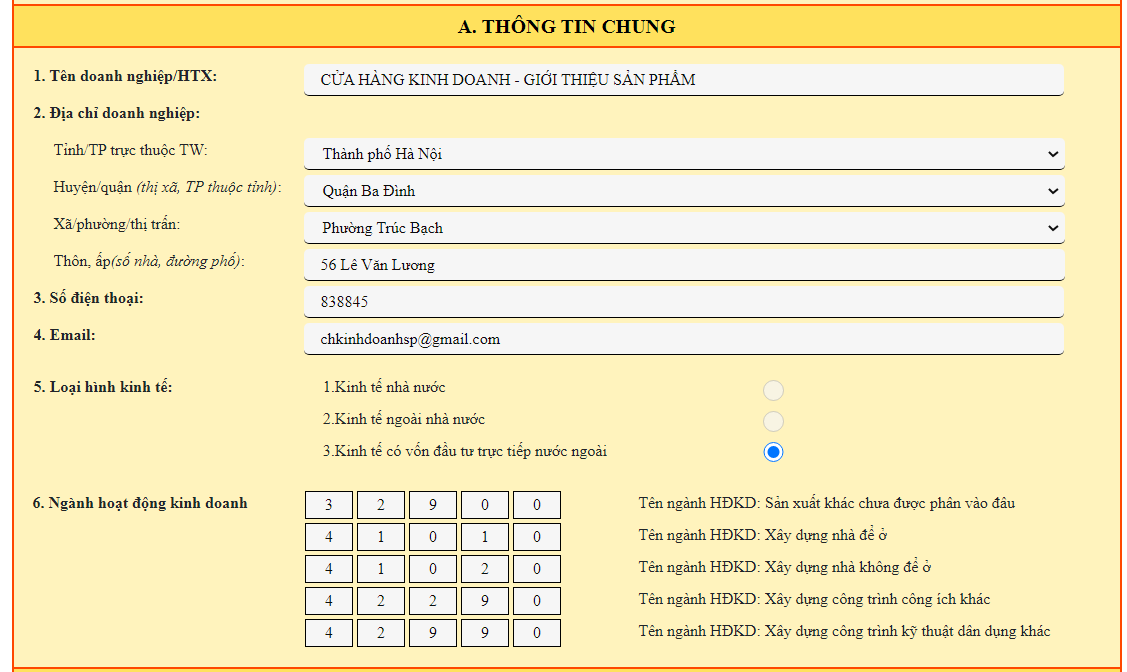 A. THÔNG TIN CHUNG
1. Tên doanh nghiệp/HTX: CỬA HÀNG KINH DOANH - GIỚI THIỆU SẢN PHẨM
2. Địa chỉ doanh nghiệp:
Tỉnh/TP trực thuộc TW: Thành phố Hà Nội
Huyện/quận (thị xã, TP thuộc tỉnh): Quận Ba Đình
Xã/phường/thị trấn: Phường Trúc Bạch
Thôn, ấp(số nhà, đường phố): 56 Lê Văn Lương
3. Số điện thoại: 838845
4. Email: chkinhdoanhsp@gmail.com
5. Loại hình kinh tế: 1.Kinh tế nhà nước
2.Kinh tế ngoài nhà nước
3.Kinh tế có vốn đầu tư trực tiếp nước ngoài
6. Ngành hoạt động kinh doanh 3 2 9 0 0 Tên ngành HĐKD: Sản xuất khác chưa được phân vào đâu
4 1 0 1 0 Tên ngành HĐKD: Xây dựng nhà để ở
4 1 0 2 0 Tên ngành HĐKD: Xây dựng nhà không để ở
4 2 2 9 0 Tên ngành HĐKD: Xây dựng công trình công ích khác
4 2 9 9 0 Tên ngành HĐKD: Xây dựng công trình kỹ thuật dân dụng khác